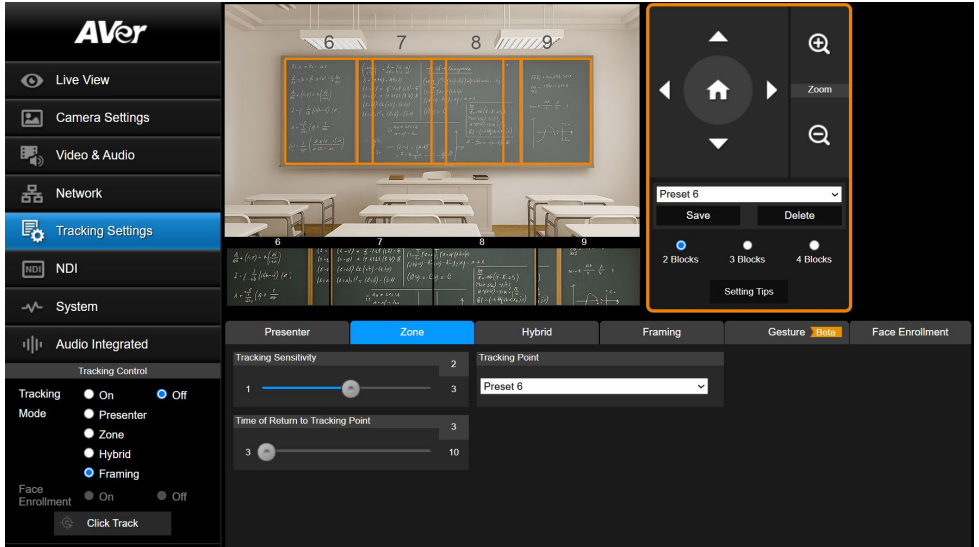 AVer
Live View
Camera Settings
Video & Audio
Network
Tracking Settings
NDI
NDI
System
Audio Integrated
Tracking Control
Tracking On Off
Mode Presenter
Zone
Hybrid
Framing
Face Enrollment On Off
Click Track
6 7 8 9
6 7 8 9
Zoom
Preset 6
Save Delete
2 Blocks 3 Blocks 4 Blocks
Setting Tips
Presenter Zone Hybrid Framing Gesture Beta Face Enrollment
Tracking Sensitivity 2
1 3
Time of Return to Tracking Point 3
3 10
Tracking Point
Preset 6